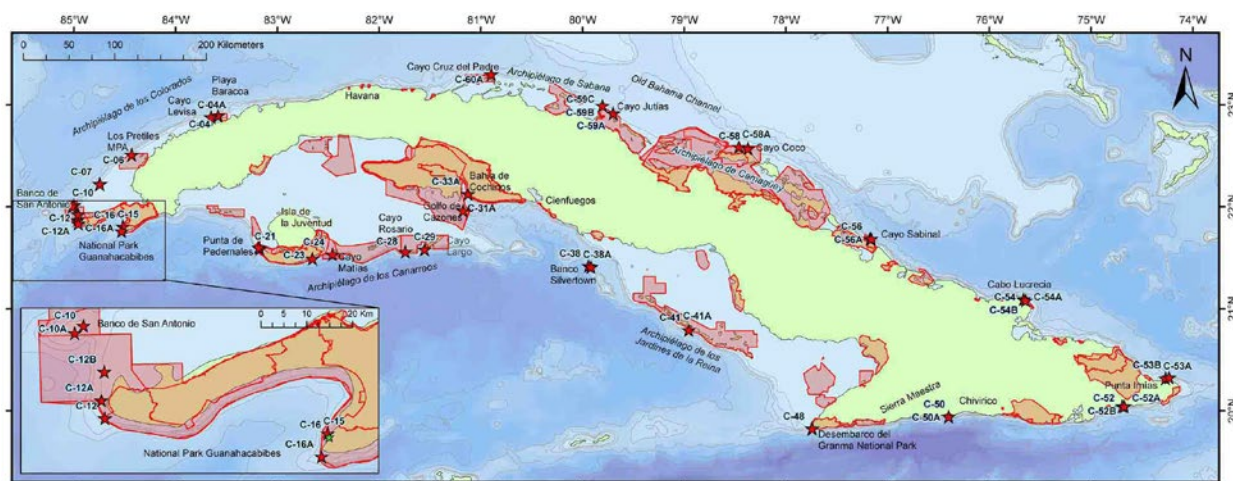 85°W 84°W 83°W 82°W 81°W 80°W 79°W 78°W 77°W 76°W 75°W 74°W
0 50 100 200 Kilometers
N
Cayo Cruz del Padre
C-60A
Archipiélago de Sabana
Old Bahama Channel
Archipiélago de los Colorados
Playa
Baracoa
Cayo
Levisa
C-04A
C-04
Havana
C-59C
C-59B
C-59A
Cayo Jutías
23°N
Los Pretiles
MPA
C-06
C-58
C-58A
Cayo Coco
Archipiélago de Camagüey
C-07
C-10
Banco de
San Antonio
C-12
C-12A
C-16
C-15
C-16A
National Park
Guanahacabibes
C-33A
Bahía de
Cochinos
Golfo de
Cazones
C-31A
Cienfuegos
22°N
Isla de
la Juventud
C-21
Punta de
Pedernales
C-23
C-24
Cayo
Matias
Cayo
Rosario
C-28
C-29
Cayo
Largo
Archipiélago de los Canarreos
C-38
C-38A
Banco
Silvertown
C-56
C-56A
Cayo Sabinal
Cabo Lucrecia
C-54
C-54A
C-54B
21°N
C-41
C-41A
Archipiélago de los
Jardines de la Reina
C-53B
C-53A
Punta Imias
C-52
C-52A
C-52B
Sierra Maestra
C-50
C-50A
Chivirico
C-48
Desembarco del
Granma National Park
20°N
0 5 10 20 Km
C-10
C-10A
Banco de San Antonio
C-12B
C-12A
C-12
C-16
C-15
C-16A
National Park Guanahacabibes